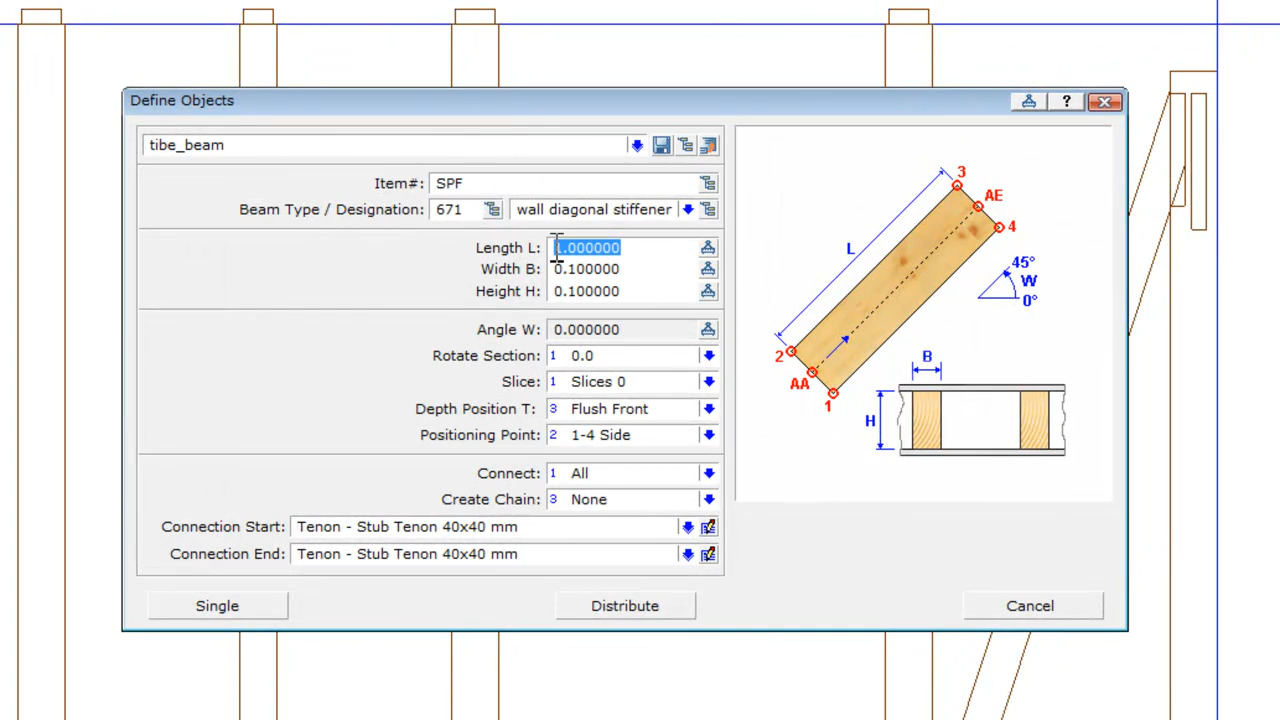 Define Objects
?
tibe_beam
Item#: SPF
Beam Type / Designation: 671 wall diagonal stiffener
Length L: 1.000000
Width B: 0.100000
Height H: 0.100000
Angle W: 0.000000
Rotate Section: 1 0.0
Slice: 1 Slices 0
Depth Position T: 3 Flush Front
Positioning Point: 2 1-4 Side
Connect: 1 All
Create Chain: 3 None
Connection Start: Tenon - Stub Tenon 40x40 mm
Connection End: Tenon - Stub Tenon 40x40 mm
Single Distribute Cancel
3
AE
4
L
45°
W
0°
2
AA
1
B
H